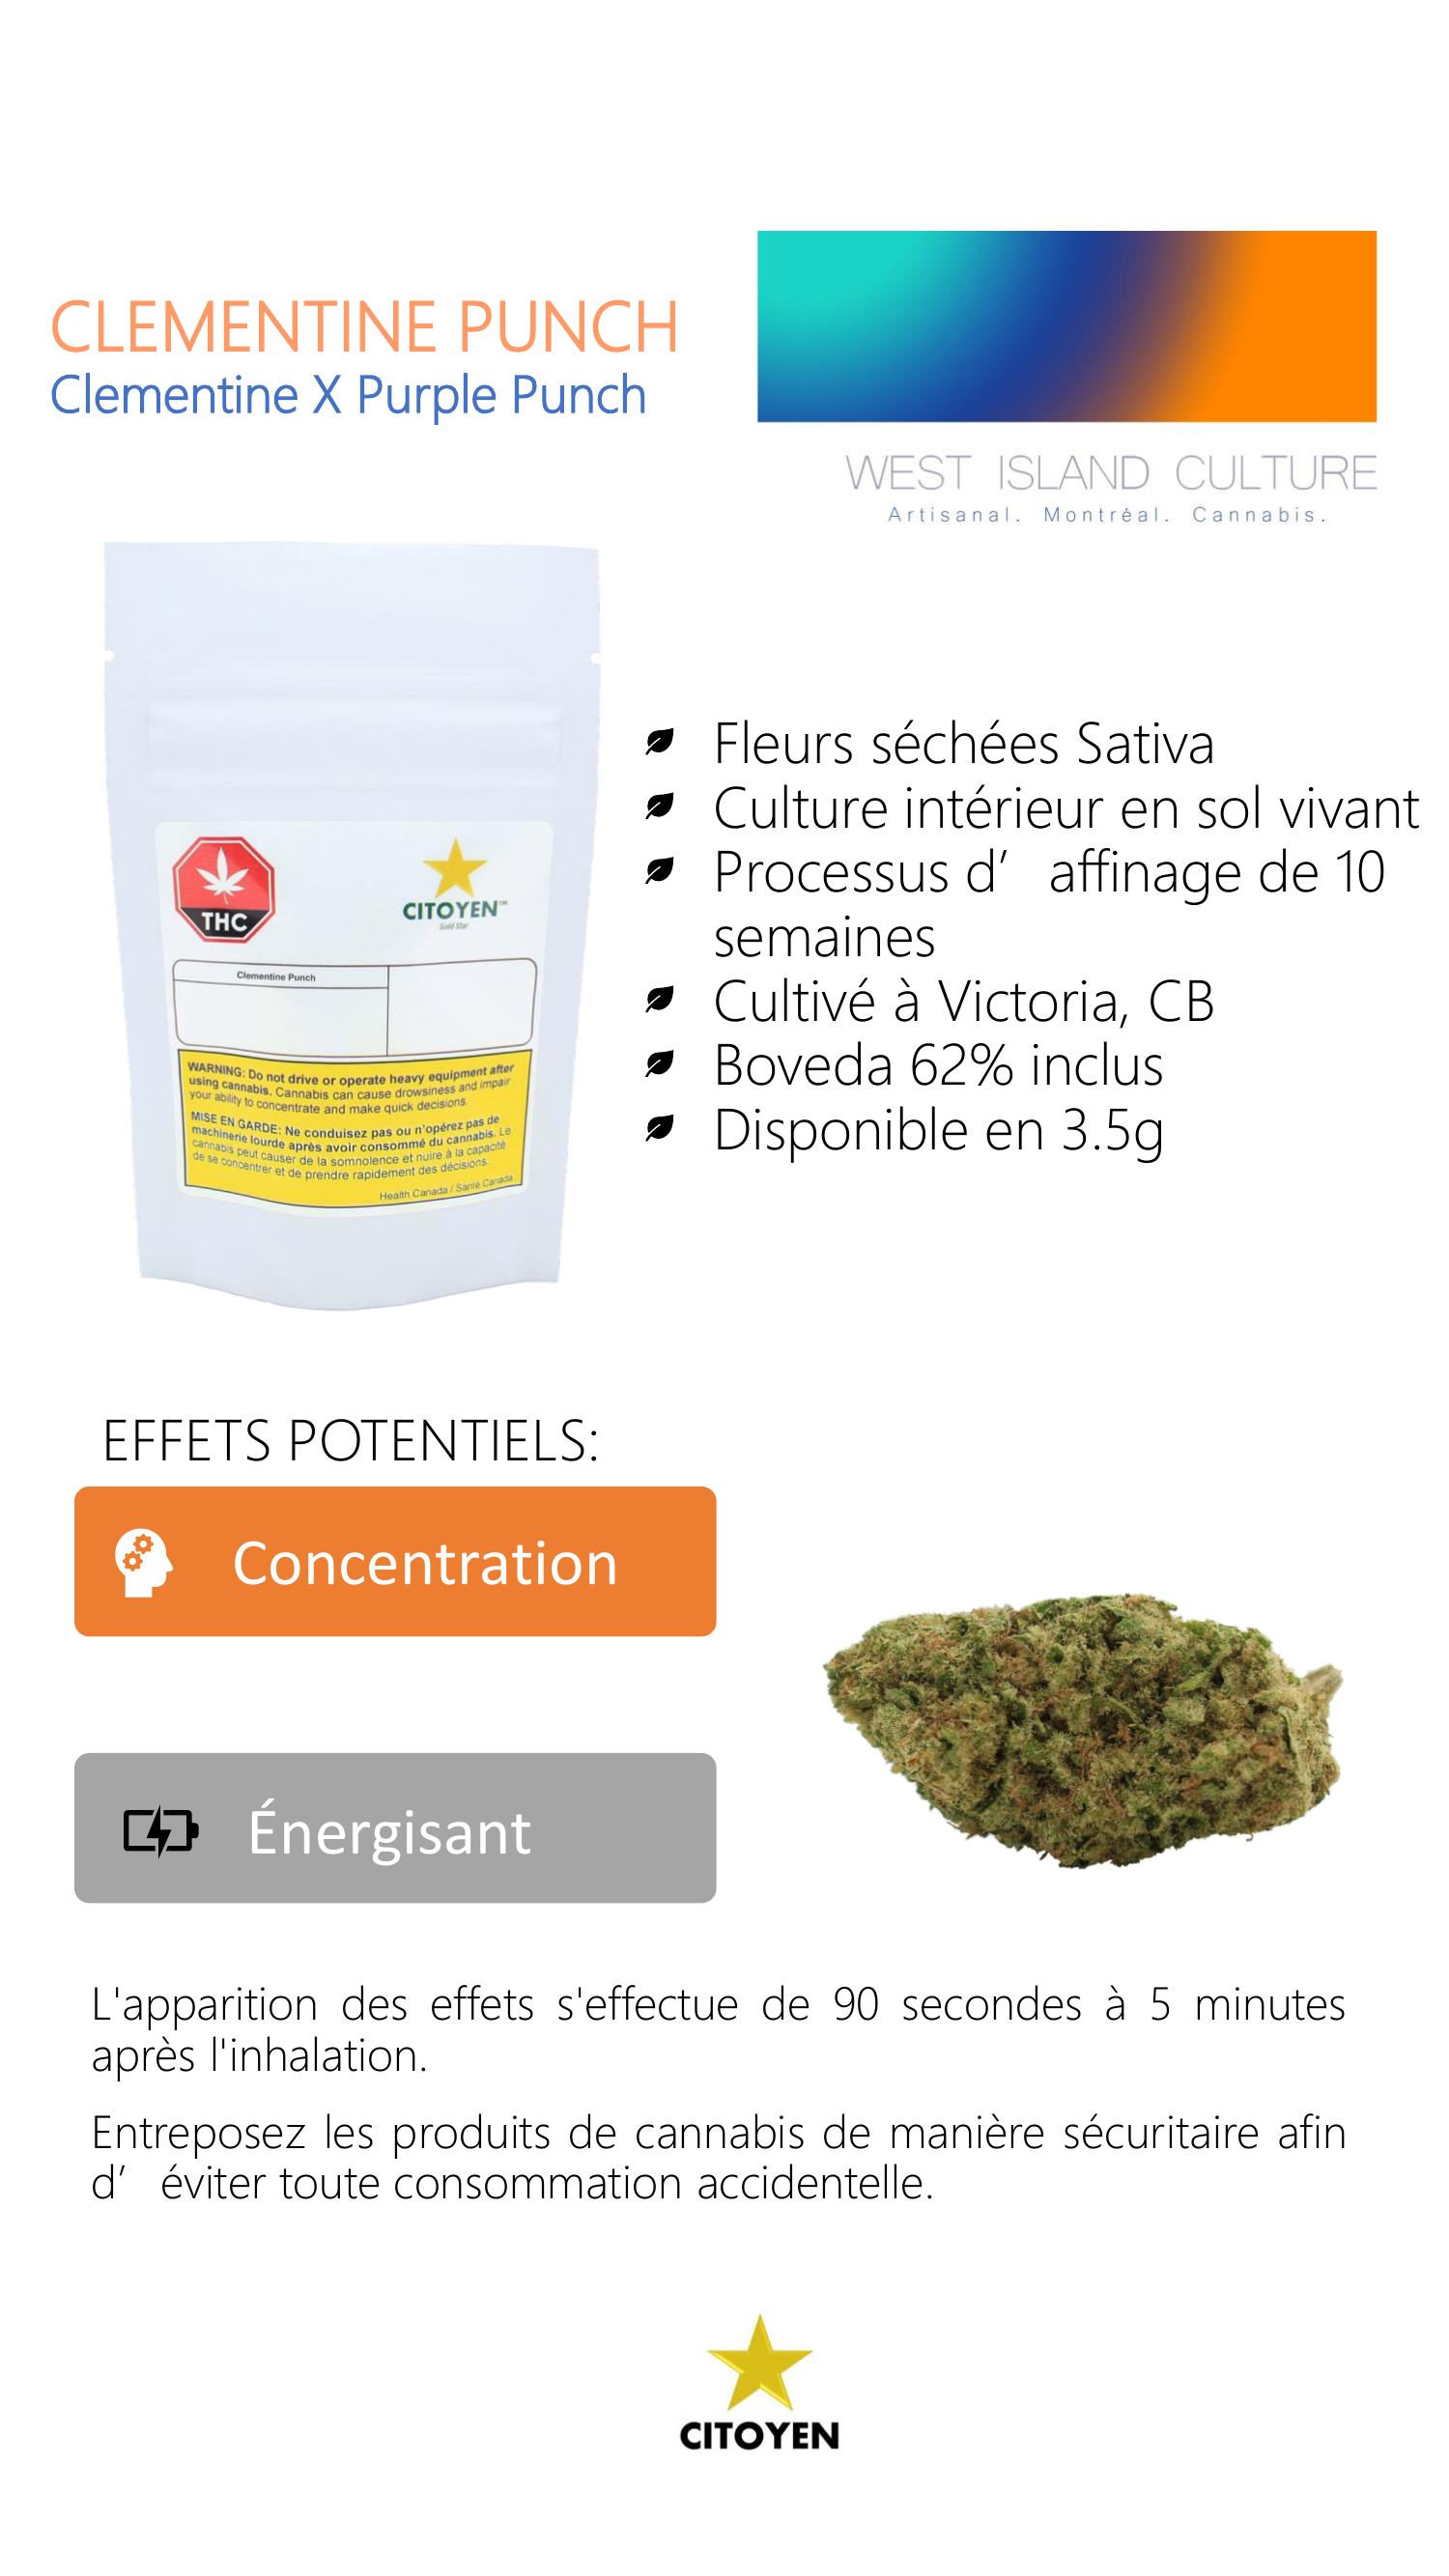 CLEMENTINE PUNCH
Clementine X Purple Punch
WEST ISLAND CULTURE
Artisanal. Montréal. Cannabis.
THC
CITOYEN™
Gold Star
Clementine Punch
WARNING: Do not drive or operate heavy equipment after
using cannabis. Cannabis can cause drowsiness and impair
your ability to concentrate and make quick decisions.
MISE EN GARDE: Ne conduisez pas ou n'opérez pas de
machinerie lourde après avoir consommé du cannabis. Le
cannabis peut causer de la somnolence et nuire à la capacité
de se concentrer et de prendre rapidement des décisions.
Health Canada / Santé Canada
Fleurs séchées Sativa
Culture intérieur en sol vivant
Processus d’ affinage de 10
semaines
Cultivé à Victoria, CB
Boveda 62% inclus
Disponible en 3.5g
EFFETS POTENTIELS:
Concentration
Énergisant
L'apparition des effets s'effectue de 90 secondes à 5 minutes
après l'inhalation.
Entreposez les produits de cannabis de manière sécuritaire afin
d’ éviter toute consommation accidentelle.
CITOYEN